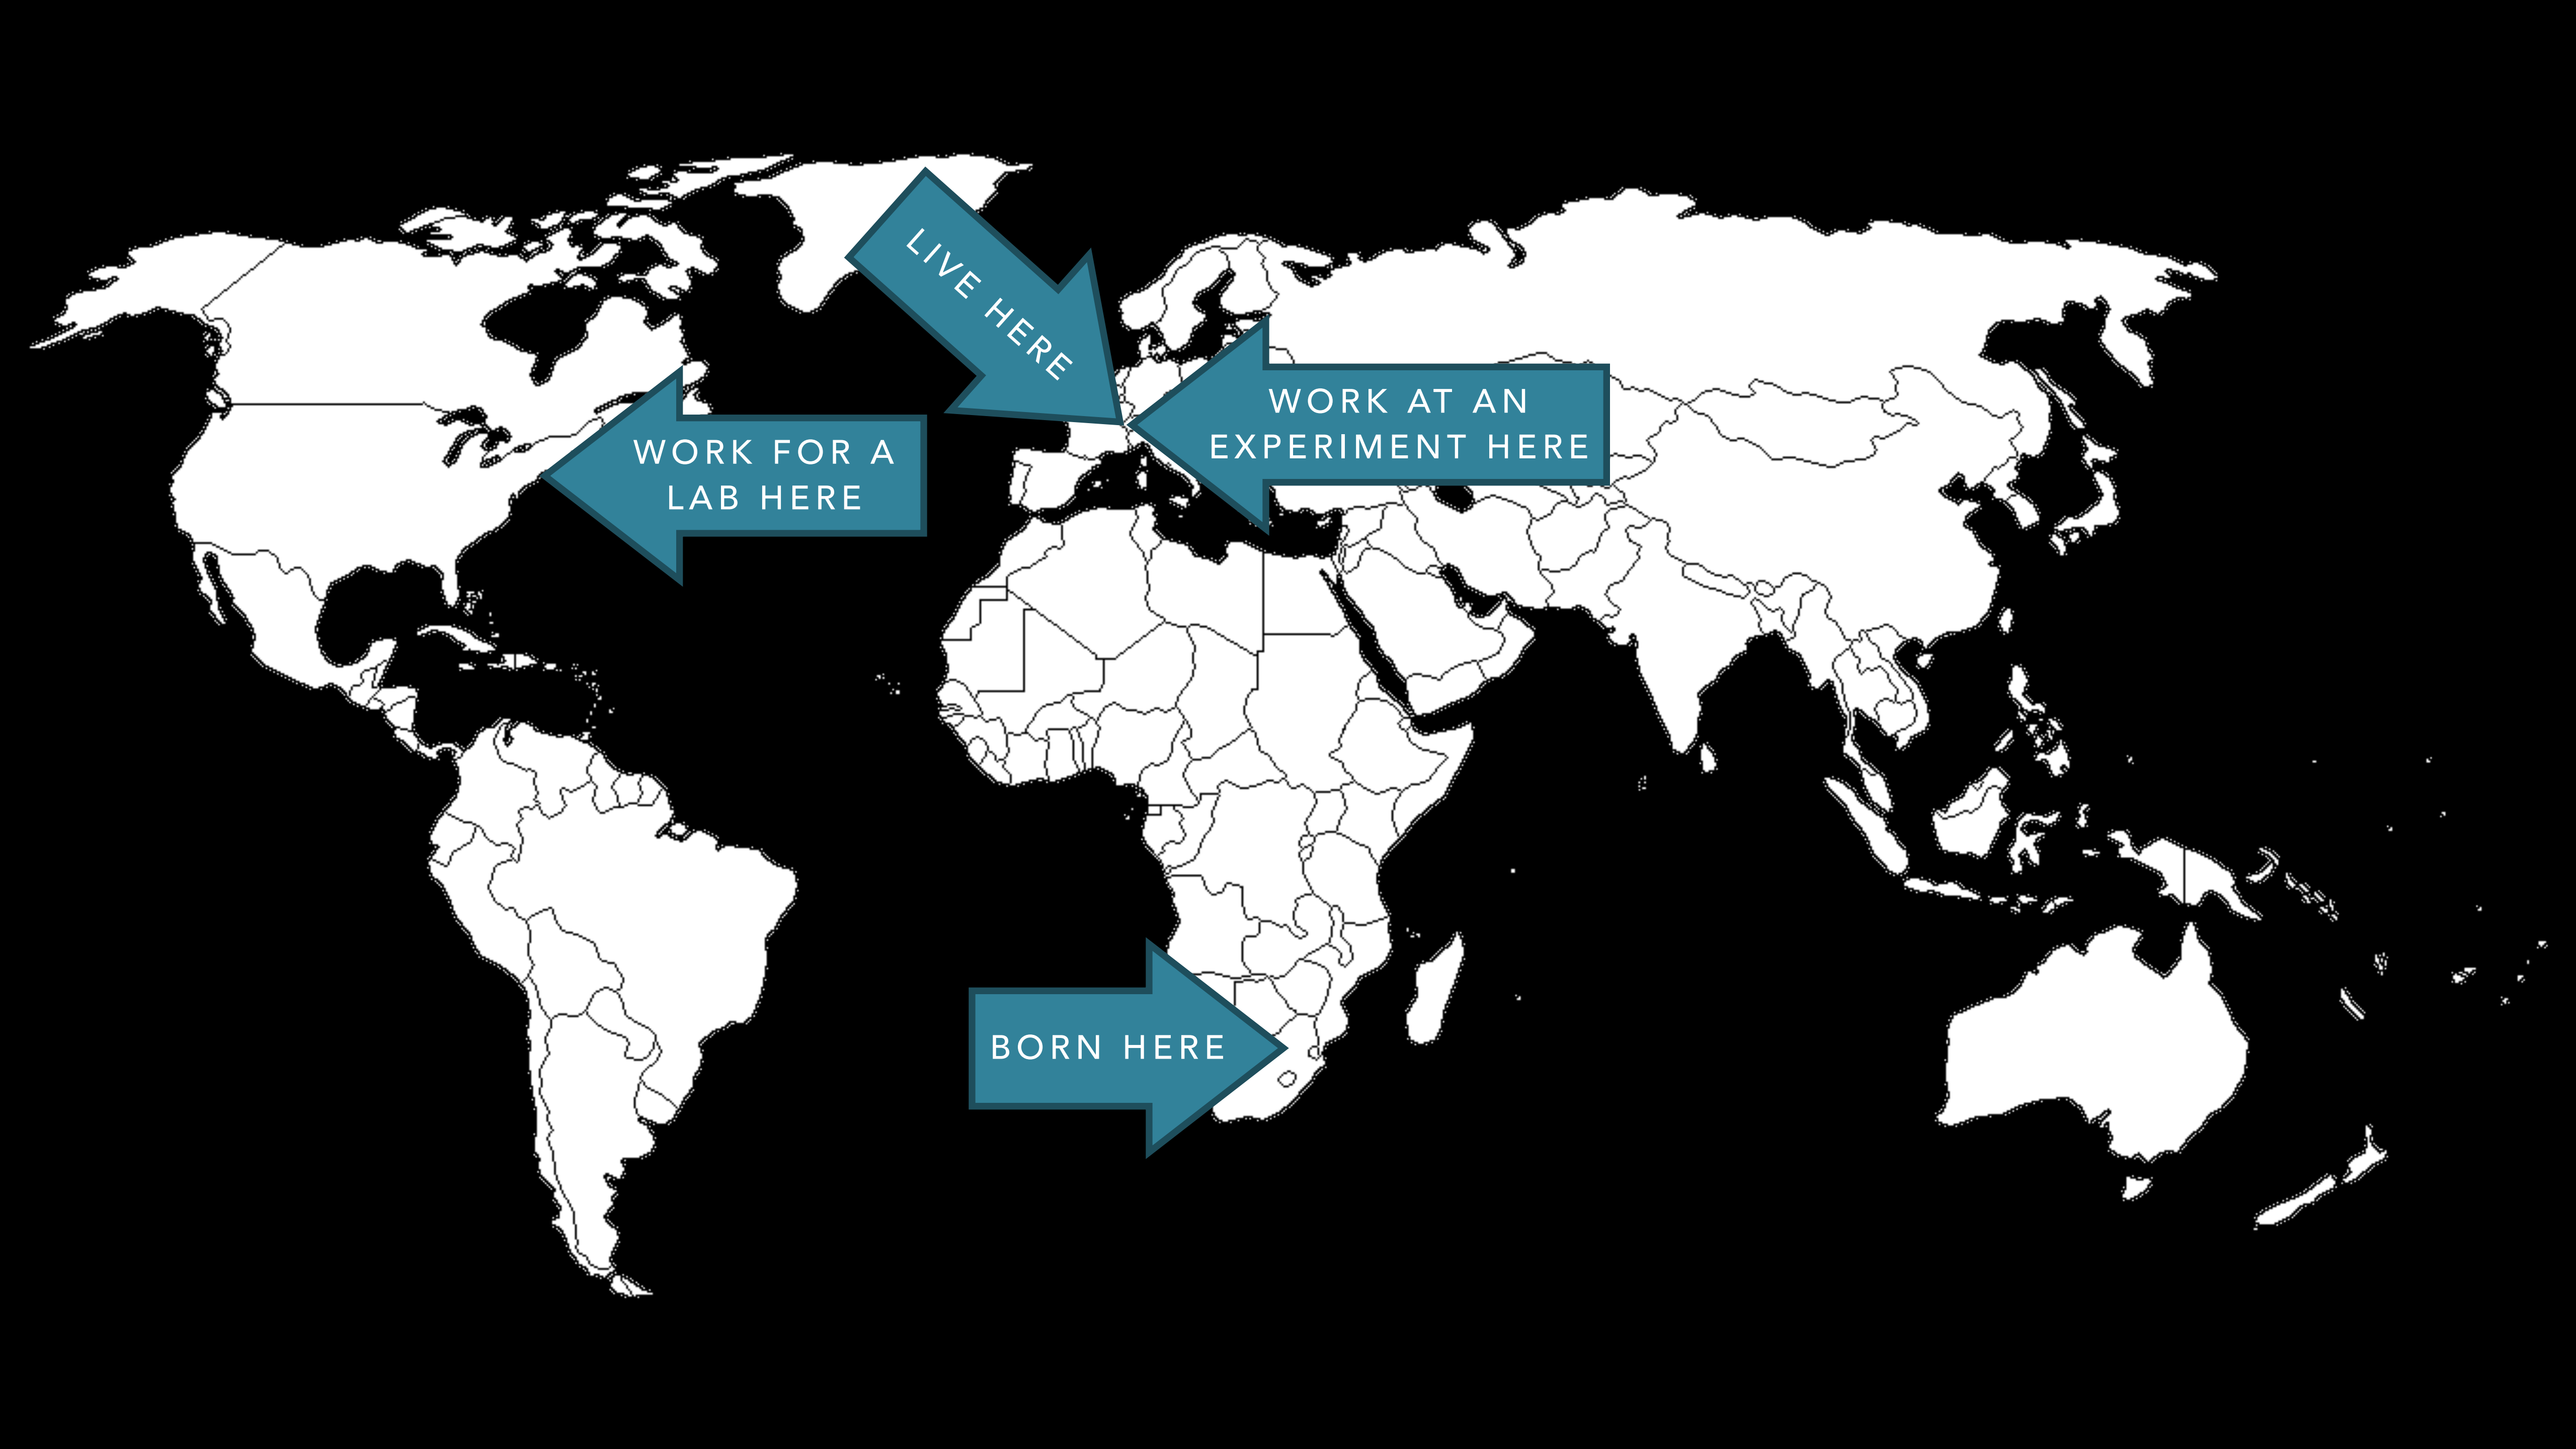 LIVE HERE
WORK AT AN
EXPERIMENT HERE
WORK FOR A
LAB HERE
BORN HERE